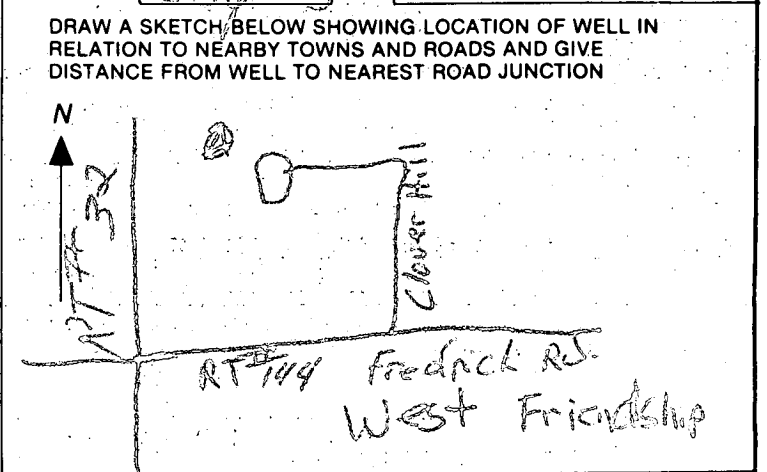 DRAW A SKETCH BELOW SHOWING LOCATION OF WELL IN
RELATION TO NEARBY TOWNS AND ROADS AND GIVE
DISTANCE FROM WELL TO NEAREST ROAD JUNCTION
N
RT # 32
Clover Hill
RT # 144 Fredrick Rd.
West Friendship